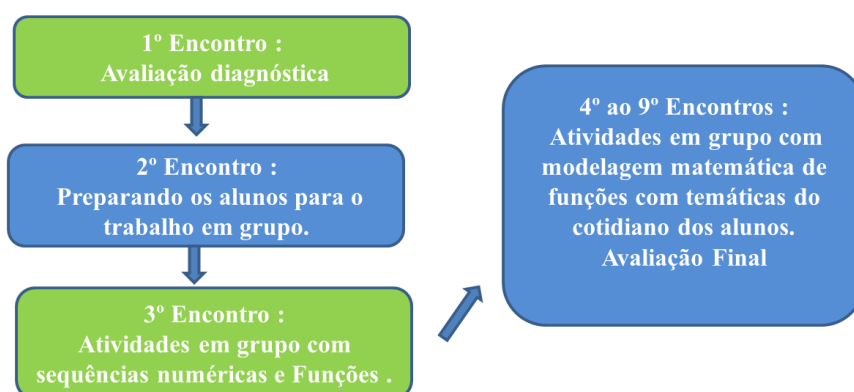 1º Encontro :
Avaliação diagnóstica
2º Encontro :
Preparando os alunos para o
trabalho em grupo.
3º Encontro :
Atividades em grupo com
sequências numéricas e Funções .
4º ao 9º Encontros :
Atividades em grupo com
modelagem matemática de
funções com temáticas do
cotidiano dos alunos.
Avaliação Final